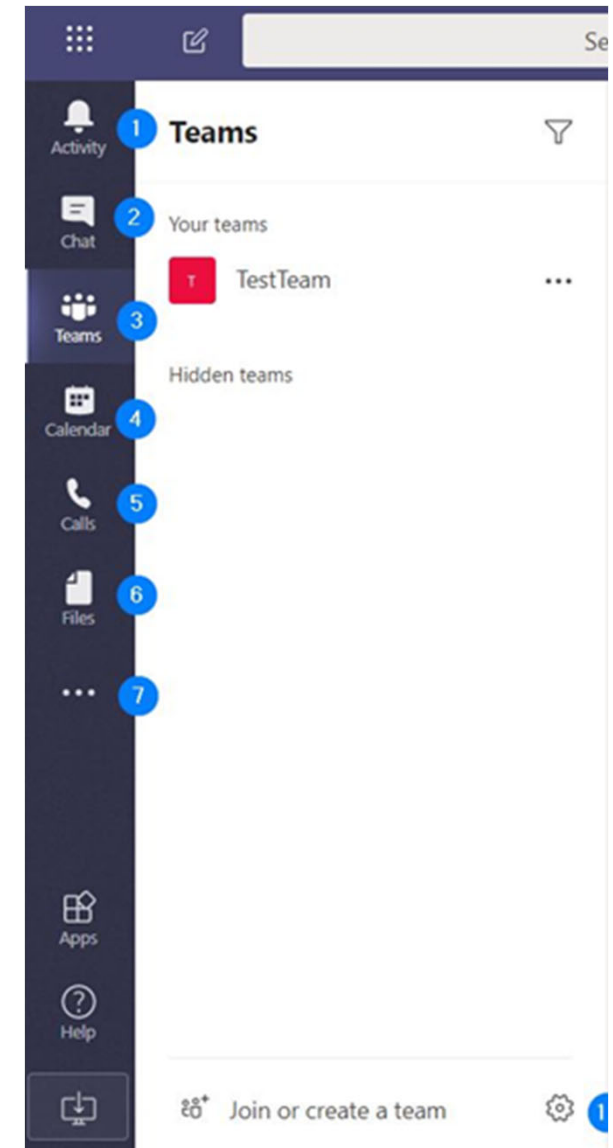 Se
Activity
1
Teams
Chat
2
Your teams
T
TestTeam
Teams
3
Hidden teams
Calendar
4
Calls
5
Files
6
7
Apps
Help
Join or create a team
1